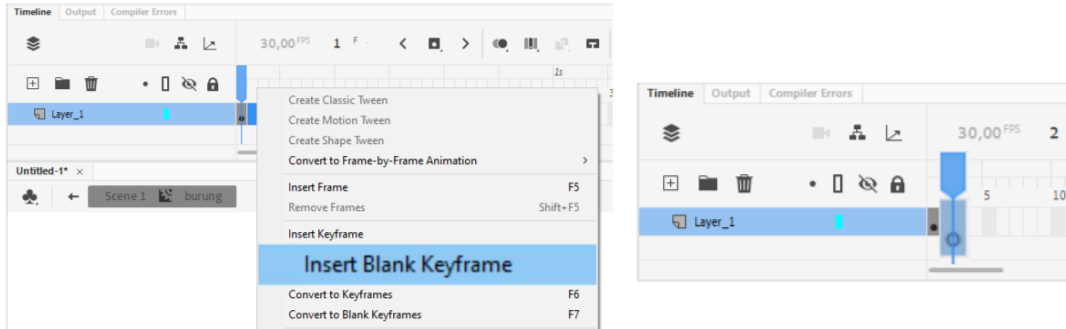 Timeline Output Compiler Errors
30,00 FPS 1 F
1s
Layer_1
Create Classic Tween
Create Motion Tween
Create Shape Tween
Convert to Frame-by-Frame Animation >
Insert Frame F5
Remove Frames Shift+F5
Insert Keyframe
Insert Blank Keyframe
Convert to Keyframes F6
Convert to Blank Keyframes F7
Untitled-1* ×
Scene 1 burung
Timeline Output Compiler Errors
30,00 FPS 2
5 10
Layer_1